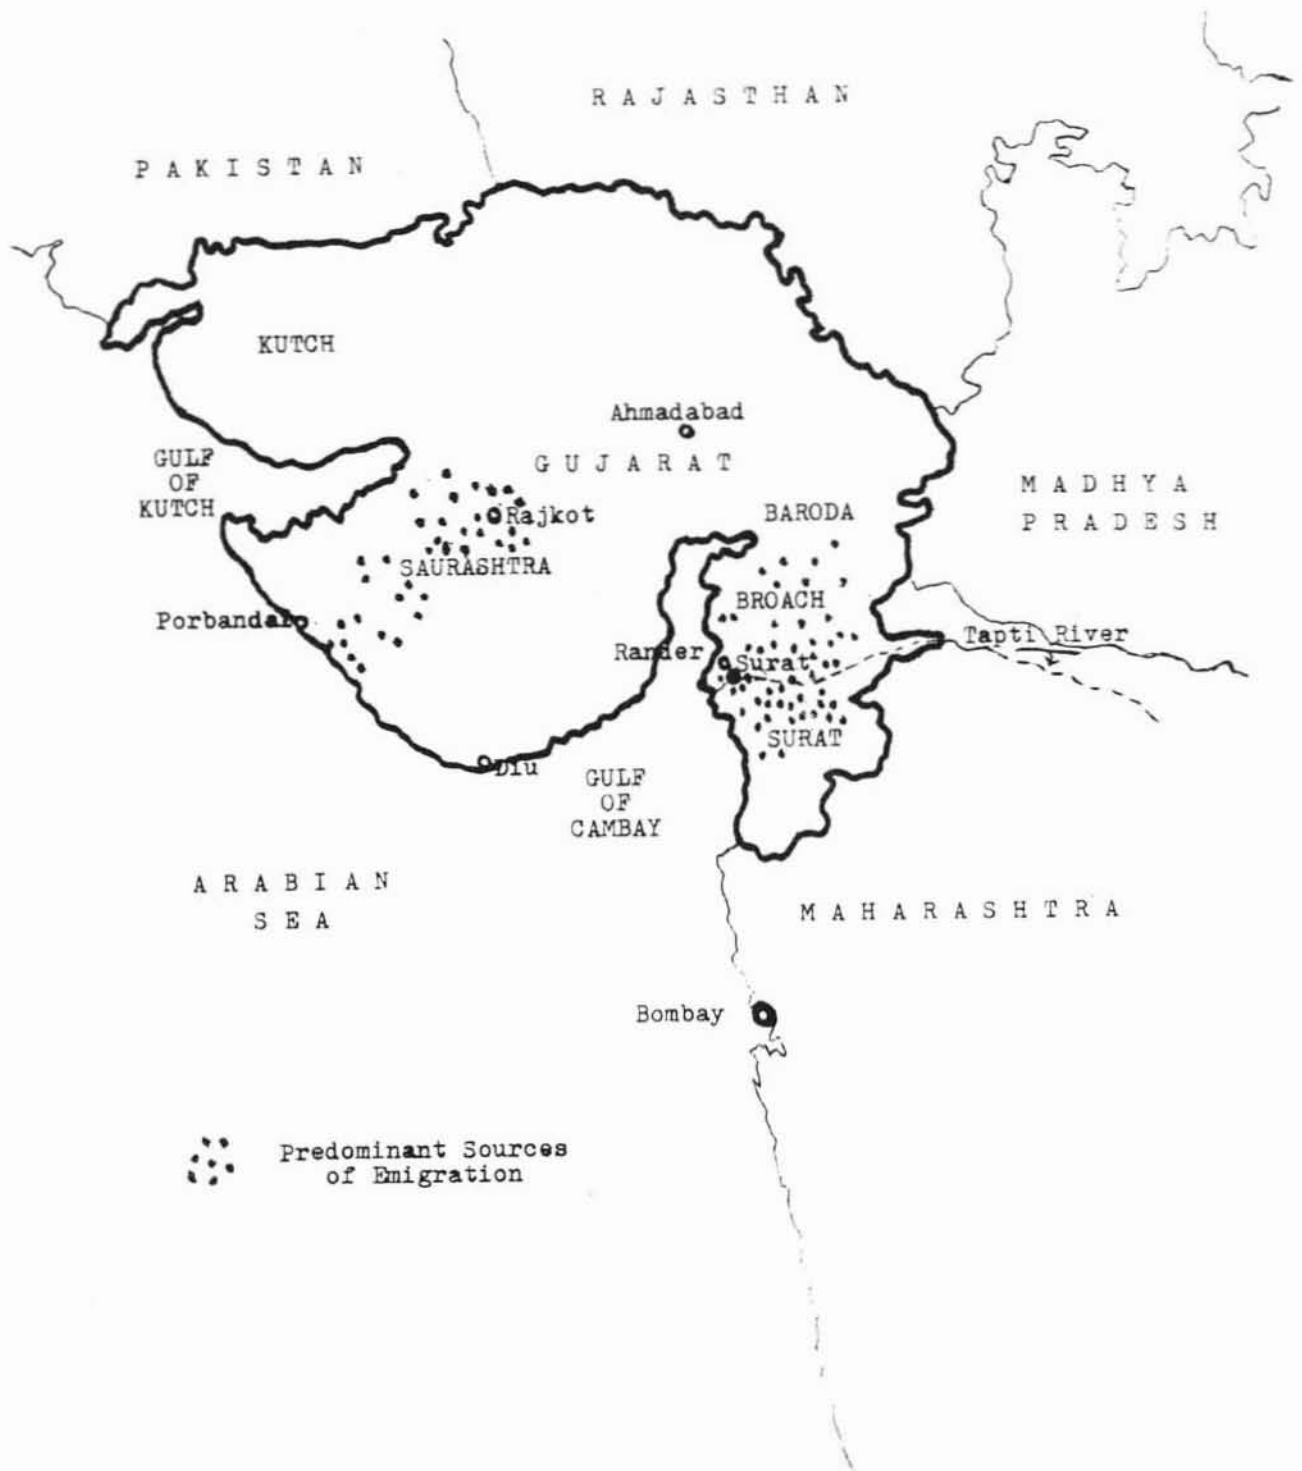 RAJASTHAN
PAKISTAN
KUTCH
Ahmadabad
GULF
OF
KUTCH
GUJARAT
MADHYA
PRADESH
Rajkot
BARODA
SAURASHTRA
BROACH
Porbandar
Rander
Surat
Tapti River
SURAT
Diu
GULF
OF
CAMBAY
ARABIAN
SEA
MAHARASHTRA
Bombay
Predominant Sources
of Emigration